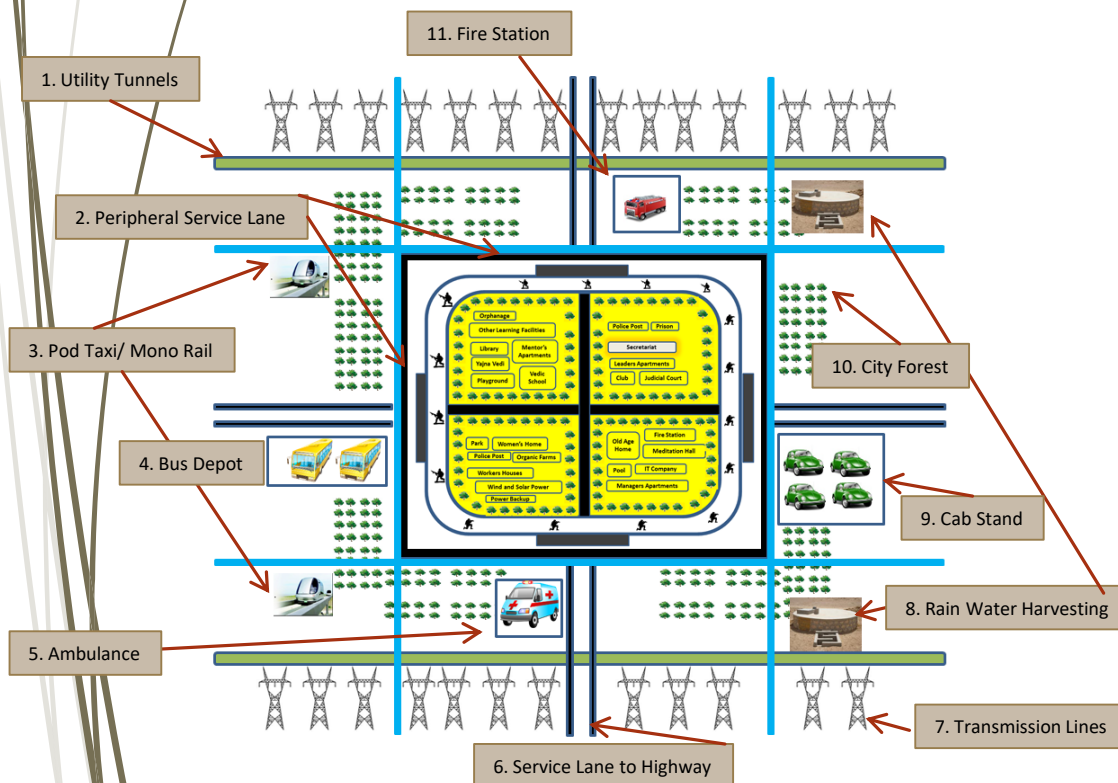 11. Fire Station
1. Utility Tunnels
2. Peripheral Service Lane
3. Pod Taxi/ Mono Rail
4. Bus Depot
5. Ambulance
6. Service Lane to Highway
7. Transmission Lines
8. Rain Water Harvesting
9. Cab Stand
10. City Forest
Orphanage
Other Learning Facilities
Library
Mentor's
Apartments
Yajne Vedi
Playground
Vedic
School
Police Post
Prison
Secretariat
Leaders Apartments
Club
Judicial Court
Park
Women's Home
Police Post
Organic Farms
Workers Houses
Wind and Solar Power
Power Backup
Old Age
Home
Fire Station
Meditation Hall
Pool
IT Company
Managers Apartments